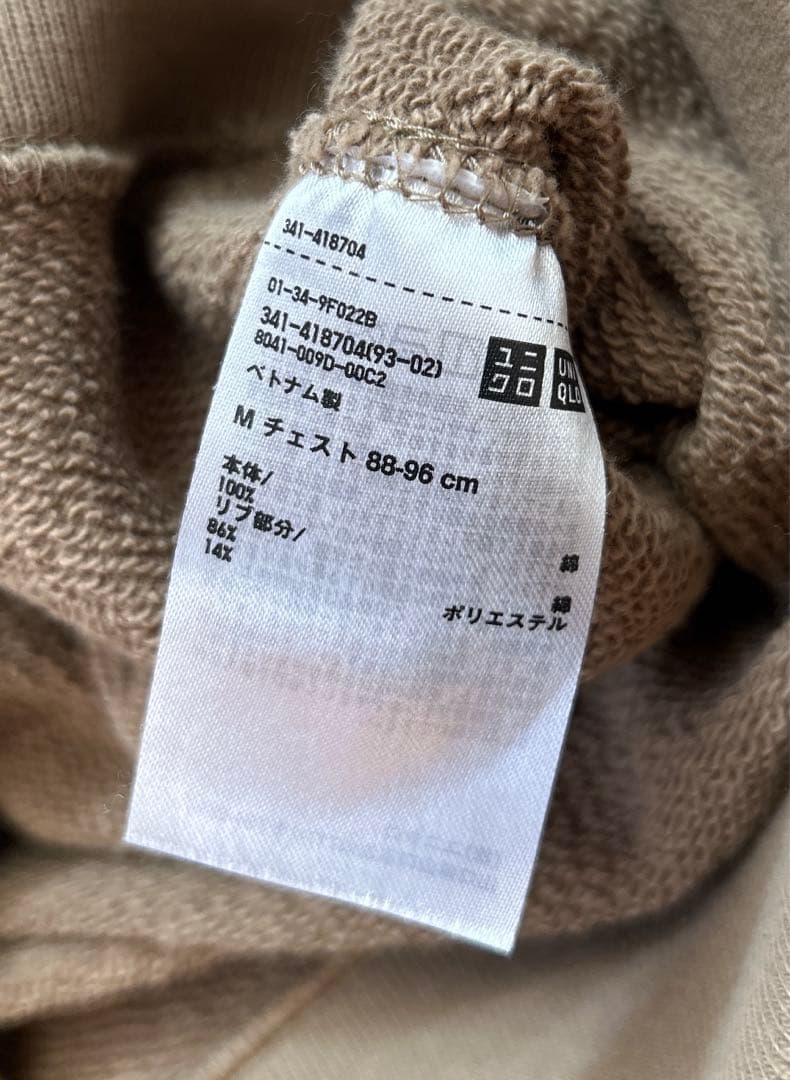 341-418704
01-34-9F022B
341-418704(93-02)
8041-009D-00C2
ユニクロ
UNI
QLO
ベトナム製
M チェスト 88-96 cm
本体/
100% 綿
リブ部分/
86% 綿
14% ポリエステル